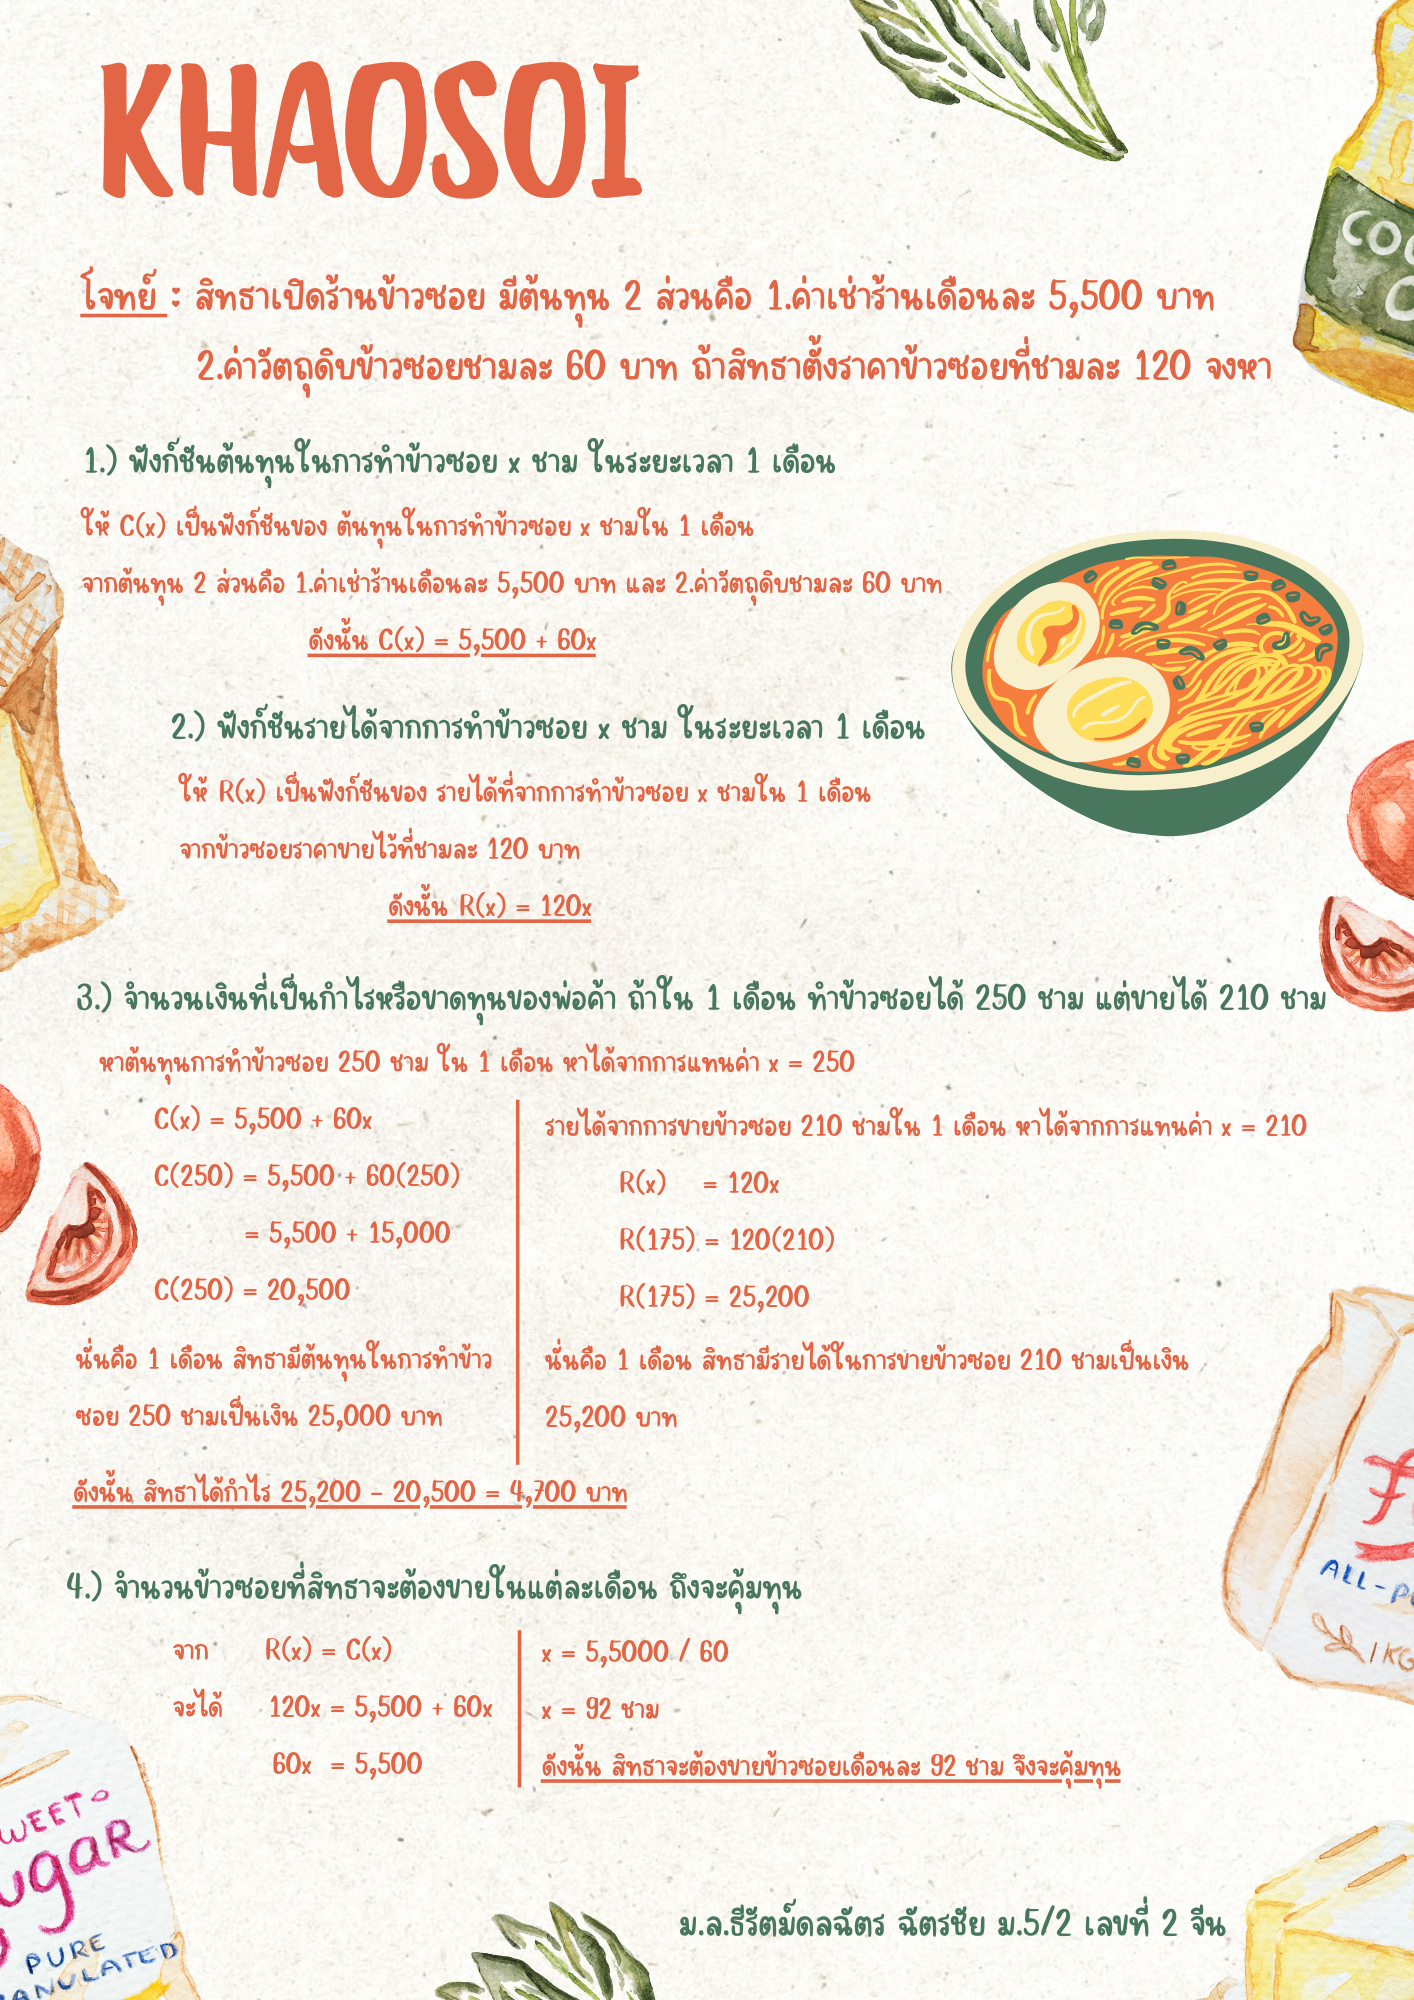 KHAOSOI
COC
O
โจทย์ : สิทธาเปิดร้านข้าวซอย มีต้นทุน 2 ส่วนคือ 1.ค่าเช่าร้านเดือนละ 5,500 บาท
2.ค่าวัตถุดิบข้าวซอยชามละ 60 บาท ถ้าสิทธาตั้งราคาข้าวซอยที่ชามละ 120 จงหา
1.) ฟังก์ชันต้นทุนในการทำข้าวซอย x ชาม ในระยะเวลา 1 เดือน
ให้ C(x) เป็นฟังก์ชันของ ต้นทุนในการทำข้าวซอย x ชามใน 1 เดือน
จากต้นทุน 2 ส่วนคือ 1.ค่าเช่าร้านเดือนละ 5,500 บาท และ 2.ค่าวัตถุดิบชามละ 60 บาท
ดังนั้น C(x) = 5,500 + 60x
2.) ฟังก์ชันรายได้จากการทำข้าวซอย x ชาม ในระยะเวลา 1 เดือน
ให้ R(x) เป็นฟังก์ชันของ รายได้ที่จากการทำข้าวซอย x ชามใน 1 เดือน
จากข้าวซอยราคาขายไว้ที่ชามละ 120 บาท
ดังนั้น R(x) = 120x
3.) จำนวนเงินที่เป็นกำไรหรือขาดทุนของพ่อค้า ถ้าใน 1 เดือน ทำข้าวซอยได้ 250 ชาม แต่ขายได้ 210 ชาม
หาต้นทุนการทำข้าวซอย 250 ชาม ใน 1 เดือน หาได้จากการแทนค่า x = 250
C(x) = 5,500 + 60x
C(250) = 5,500 + 60(250)
= 5,500 + 15,000
C(250) = 20,500
นั่นคือ 1 เดือน สิทธามีต้นทุนในการทำข้าว
ซอย 250 ชามเป็นเงิน 25,000 บาท
รายได้จากการขายข้าวซอย 210 ชามใน 1 เดือน หาได้จากการแทนค่า x = 210
R(x) = 120x
R(175) = 120(210)
R(175) = 25,200
นั่นคือ 1 เดือน สิทธามีรายได้ในการขายข้าวซอย 210 ชามเป็นเงิน
25,200 บาท
ดังนั้น สิทธาได้กำไร 25,200 - 20,500 = 4,700 บาท
4.) จำนวนข้าวซอยที่สิทธาจะต้องขายในแต่ละเดือน ถึงจะคุ้มทุน
จาก R(x) = C(x)
จะได้ 120x = 5,500 + 60x
60x = 5,500
x = 5,5000 / 60
x = 92 ชาม
ดังนั้น สิทธาจะต้องขายข้าวซอยเดือนละ 92 ชาม จึงจะคุ้มทุน
ALL-P
1KG
WEET
ugar
PURE
ANULATED
ม.ล.ธีรัตม์ดลฉัตร ฉัตรชัย ม.5/2 เลขที่ 2 จีน